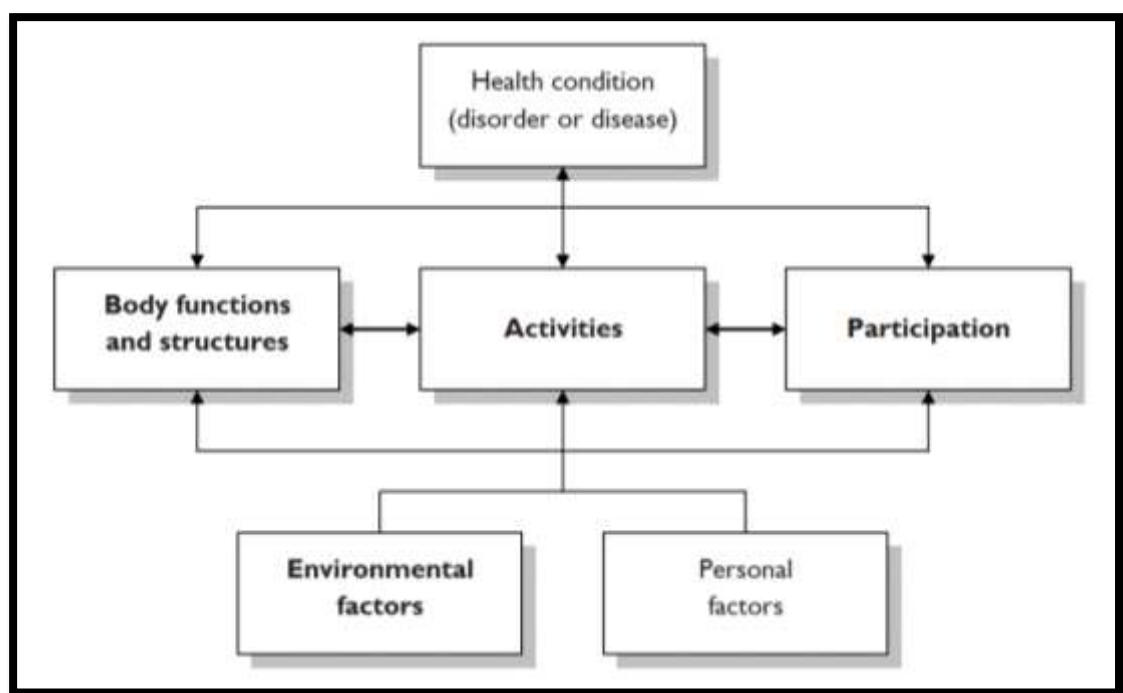 Health condition
(disorder or disease)
Body functions
and structures
Activities
Participation
Environmental
factors
Personal
factors